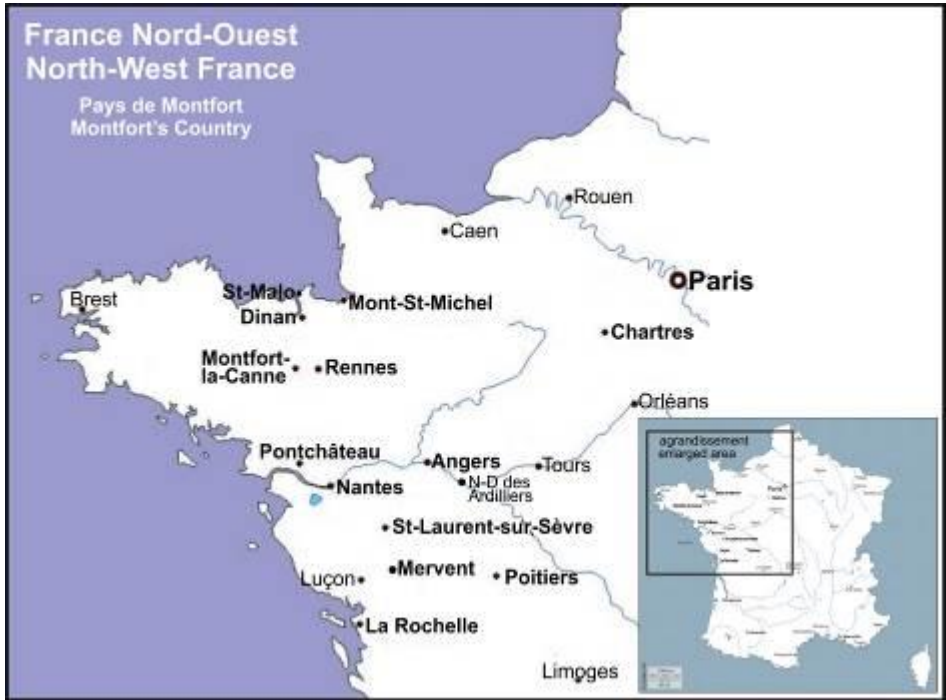 France Nord-Ouest
North-West France
Pays de Montfort
Montfort's Country
Rouen
Caen
Paris
St-Malo
Mont-St-Michel
Brest
Dinan
Chartres
Montfort-
la-Canne
Rennes
Orléans
Pontchâteau
Angers
Tours
N-D des
Ardilliers
Nantes
St-Laurent-sur-Sèvre
Mervent
Poitiers
Luçon
La Rochelle
Limoges
agrandissement
emarged area
Paris